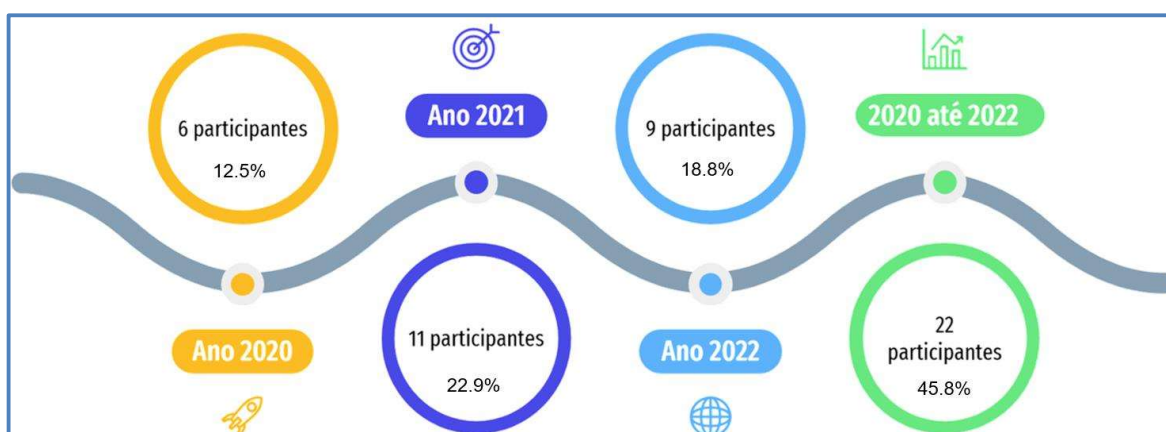 6 participantes
12.5%
Ano 2020
Ano 2021
11 participantes
22.9%
9 participantes
18.8%
Ano 2022
2020 até 2022
22
participantes
45.8%